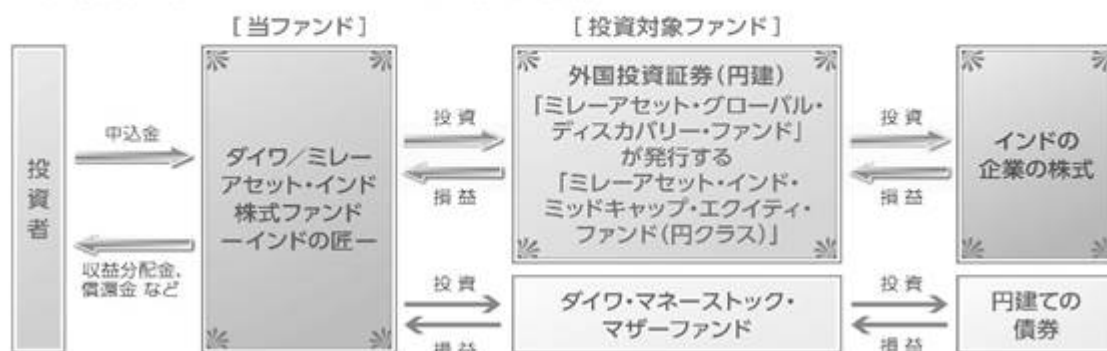 [当ファンド]
[投資対象ファンド]
投資者
申込金
収益分配金、
償還金 など
ダイワ／ミレー
アセット・インド
株式ファンド
ーインドの匠ー
投資
損益
外国投資証券(円建)
「ミレーアセット・グローバル・
ディスカバリー・ファンド」
が発行する
「ミレーアセット・インド・
ミッドキャップ・エクイティ・
ファンド(円クラス)」
投資
損益
インドの
企業の株式
投資
損益
ダイワ・マネーストック・
マザーファンド
投資
損益
円建ての
債券